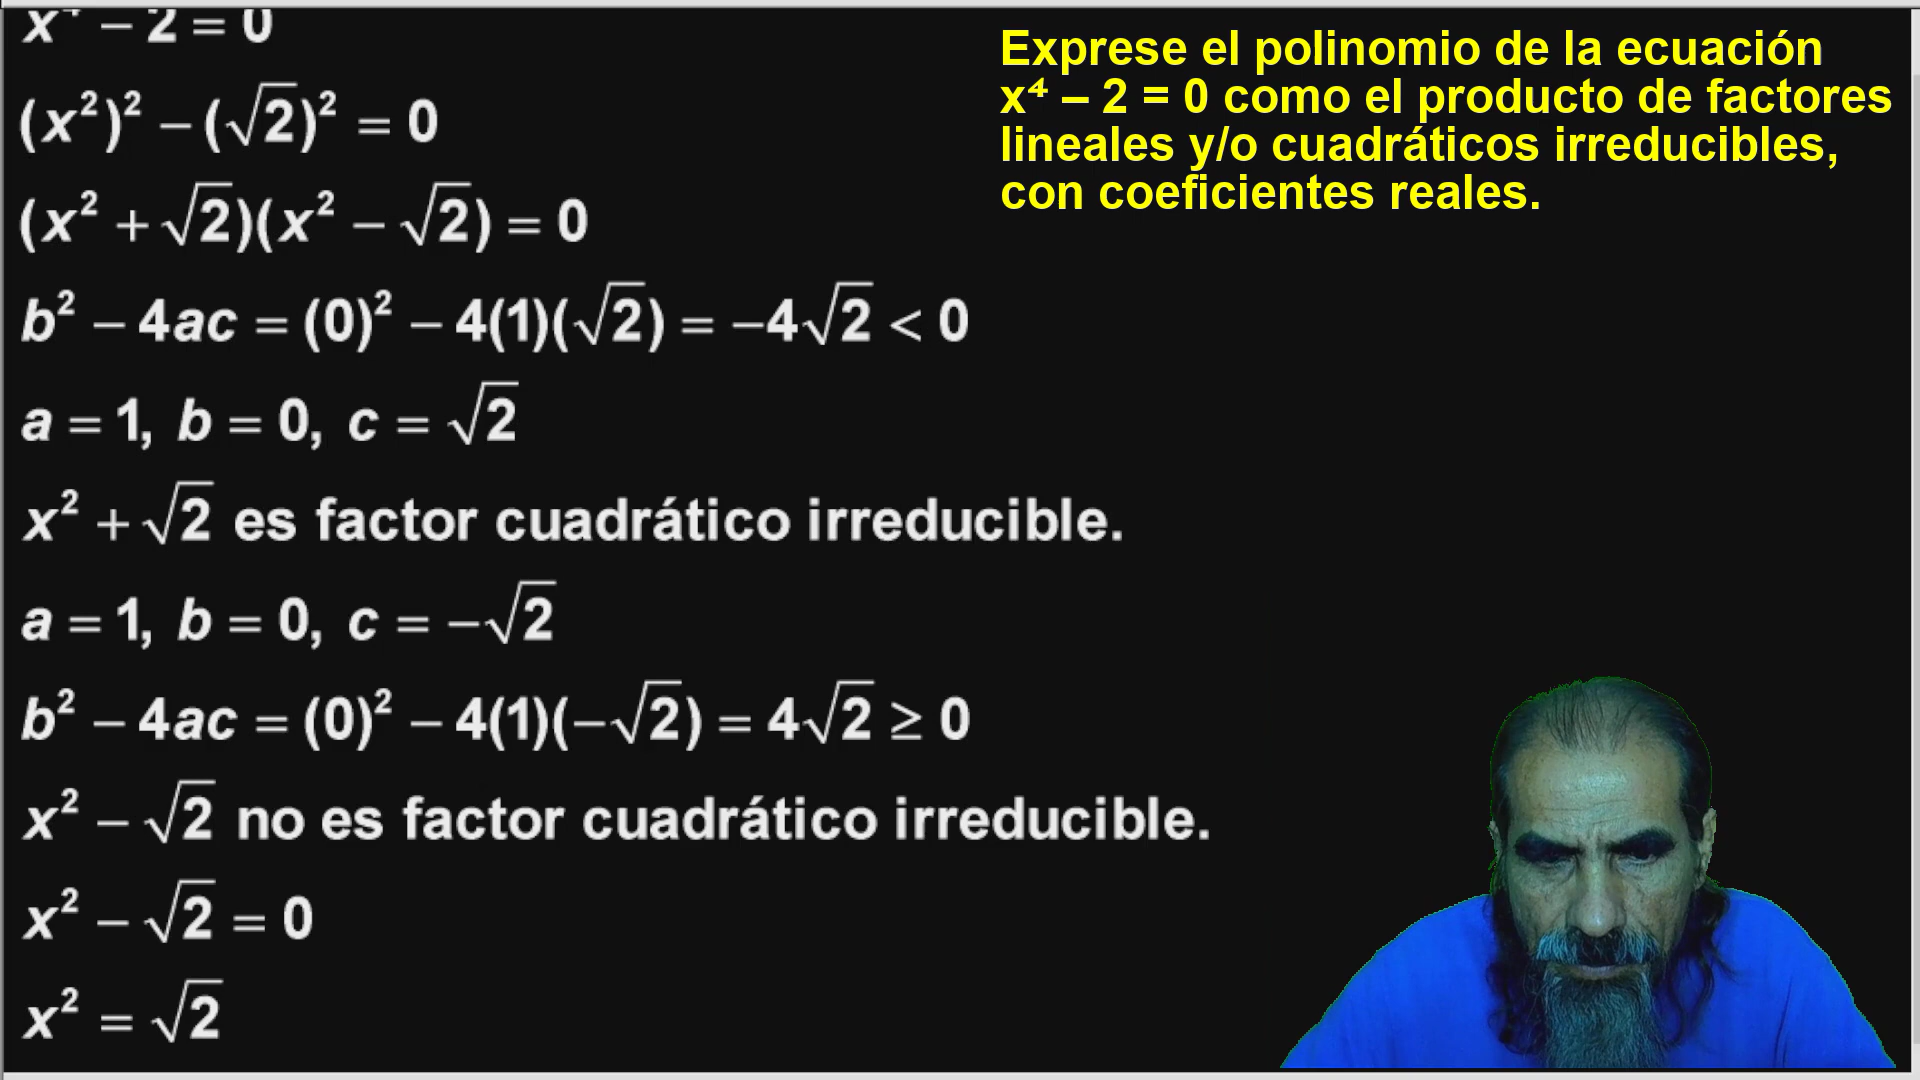 x⁴ − 2 = 0
(x²)² − (√2)² = 0
(x² + √2)(x² − √2) = 0
b² − 4ac = (0)² − 4(1)(√2) = −4√2 < 0
a = 1, b = 0, c = √2
x² + √2 es factor cuadrático irreducible.
a = 1, b = 0, c = −√2
b² − 4ac = (0)² − 4(1)(−√2) = 4√2 ≥ 0
x² − √2 no es factor cuadrático irreducible.
x² − √2 = 0
x² = √2
Exprese el polinomio de la ecuación
x⁴ – 2 = 0 como el producto de factores
lineales y/o cuadráticos irreducibles,
con coeficientes reales.